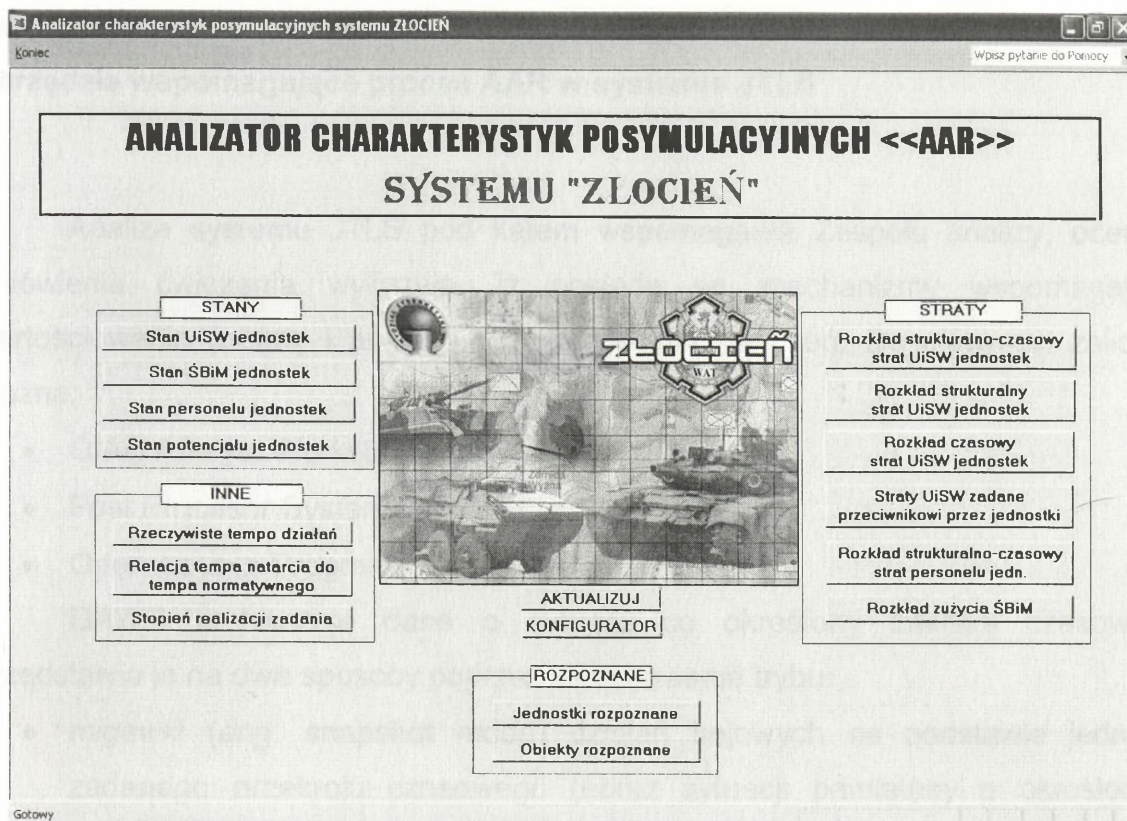 Analizator charakterystyk posymulacyjnych systemu ZŁOCIEŃ
Koniec
Wpisz pytanie do Pomocy
ANALIZATOR CHARAKTERYSTYK POSYMULACYJNYCH <<AAR>>
SYSTEMU "ZŁOCIEŃ"
STANY
Stan UiSW jednostek
Stan ŚBiM jednostek
Stan personelu jednostek
Stan potencjału jednostek
INNE
Rzeczywiste tempo działań
Relacja tempa natarcia do
tempa normatywnego
Stopień realizacji zadania
ZŁOCIEŃ
WAT
AKTUALIZUJ
KONFIGURATOR
ROZPOZNANE
Jednostki rozpoznane
Obiekty rozpoznane
STRATY
Rozkład strukturalno-czasowy
strat UiSW jednostek
Rozkład strukturalny
strat UiSW jednostek
Rozkład czasowy
strat UiSW jednostek
Straty UiSW zadane
przeciwnikowi przez jednostki
Rozkład strukturalno-czasowy
strat personelu jedn.
Rozkład zużycia ŚBiM
Gotowy